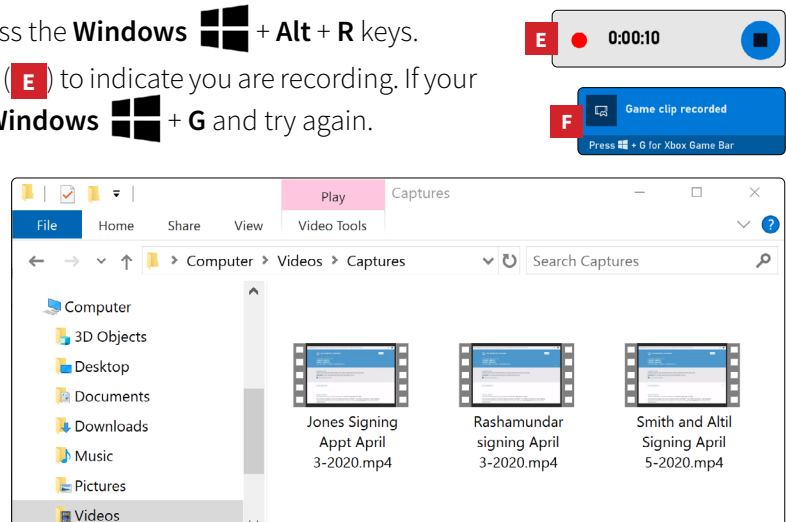 ss the Windows + Alt + R keys.
(E) to indicate you are recording. If your
Windows + G and try again.
E
0:00:10
F
Game clip recorded
Press + G for Xbox Game Bar
Play
Captures
File
Home
Share
View
Video Tools
Computer > Videos > Captures
Search Captures
Computer
3D Objects
Desktop
Documents
Downloads
Music
Pictures
Videos
Jones Signing
Appt April
3-2020.mp4
Rashamundar
signing April
3-2020.mp4
Smith and Altil
Signing April
5-2020.mp4